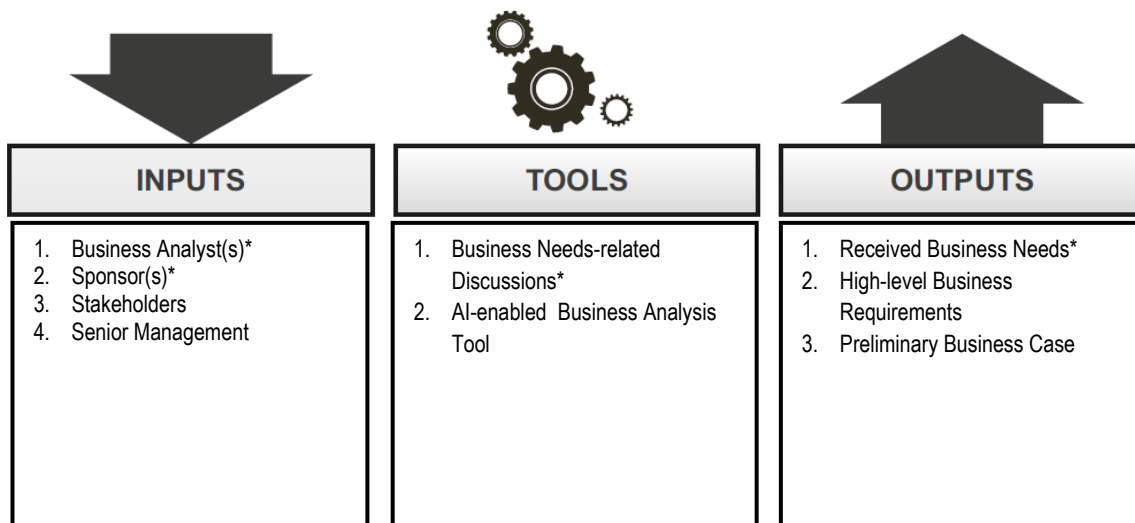 INPUTS
1. Business Analyst(s)*
2. Sponsor(s)*
3. Stakeholders
4. Senior Management
TOOLS
1. Business Needs-related
Discussions*
2. AI-enabled Business Analysis
Tool
OUTPUTS
1. Received Business Needs*
2. High-level Business
Requirements
3. Preliminary Business Case